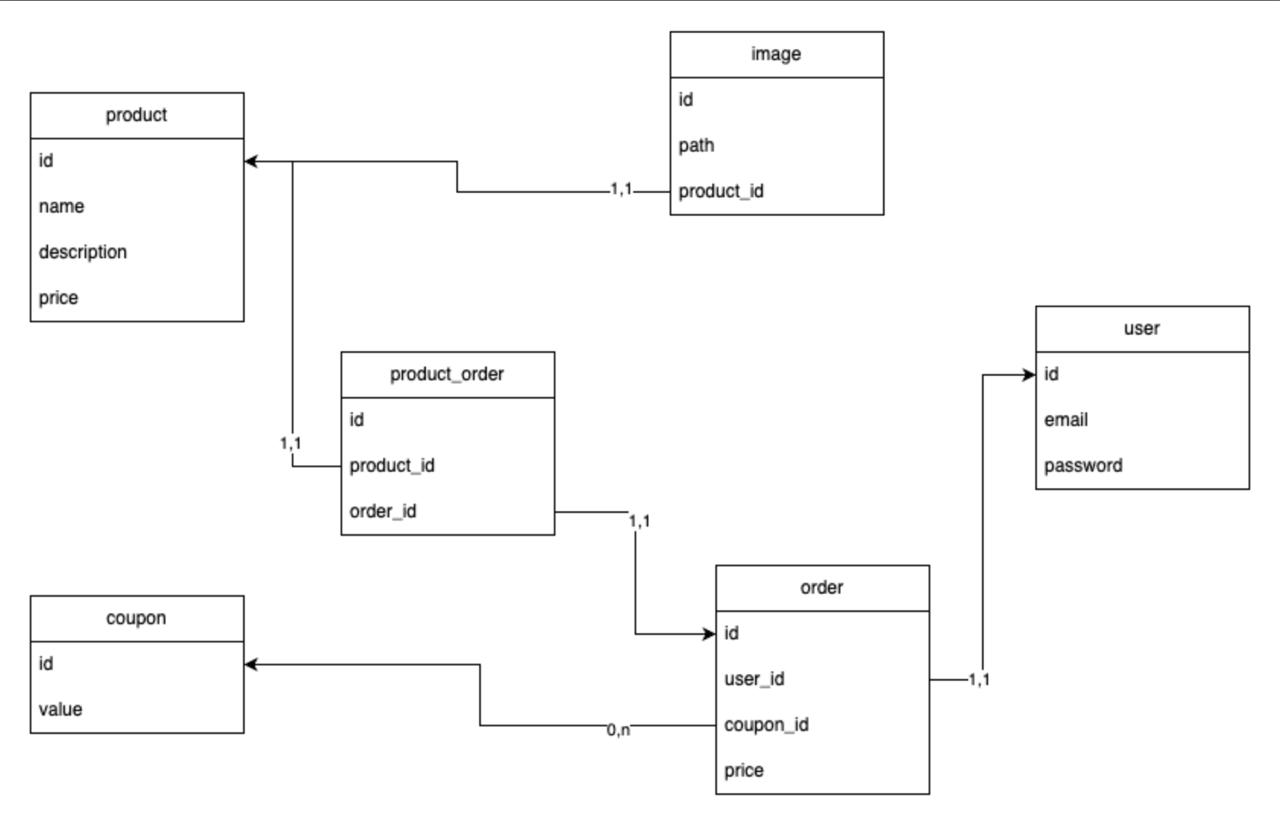 image
id
path
product_id
product
id
name
description
price
1,1
user
id
email
password
product_order
id
product_id
order_id
1,1
1,1
order
id
user_id
coupon_id
price
1,1
coupon
id
value
0,n